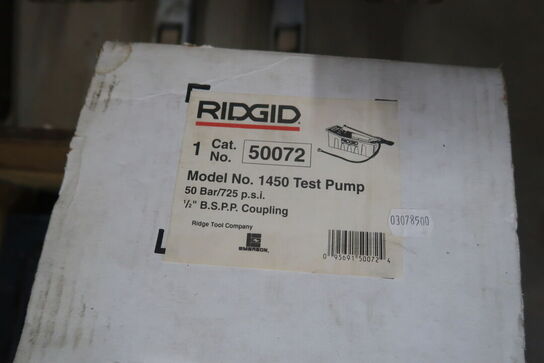 RIDGID
1 Cat. No. 50072
RIDGID
Model No. 1450 Test Pump
50 Bar/725 p.s.i.
½" B.S.P.P. Coupling
Ridge Tool Company
EMERSON
03078500
0 95691 50072 4